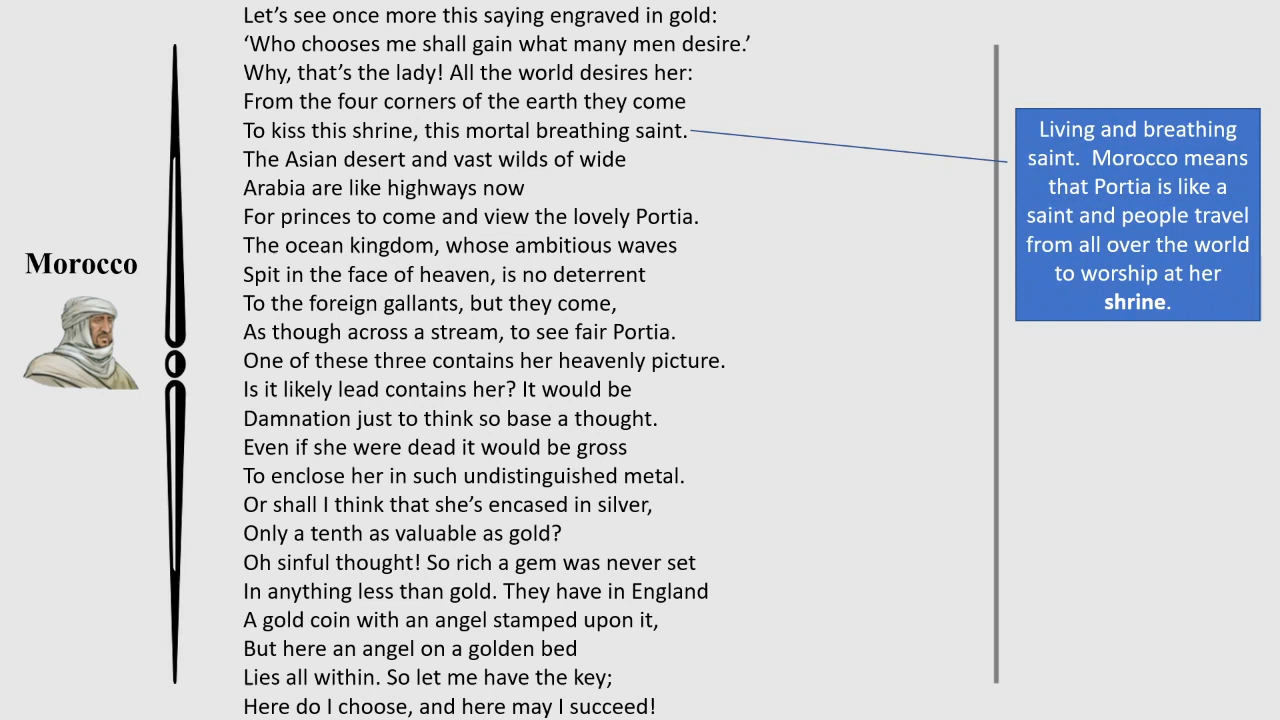 Morocco
Let’s see once more this saying engraved in gold:
‘Who chooses me shall gain what many men desire.’
Why, that’s the lady! All the world desires her:
From the four corners of the earth they come
To kiss this shrine, this mortal breathing saint.
The Asian desert and vast wilds of wide
Arabia are like highways now
For princes to come and view the lovely Portia.
The ocean kingdom, whose ambitious waves
Spit in the face of heaven, is no deterrent
To the foreign gallants, but they come,
As though across a stream, to see fair Portia.
One of these three contains her heavenly picture.
Is it likely lead contains her? It would be
Damnation just to think so base a thought.
Even if she were dead it would be gross
To enclose her in such undistinguished metal.
Or shall I think that she’s encased in silver,
Only a tenth as valuable as gold?
Oh sinful thought! So rich a gem was never set
In anything less than gold. They have in England
A gold coin with an angel stamped upon it,
But here an angel on a golden bed
Lies all within. So let me have the key;
Here do I choose, and here may I succeed!
Living and breathing
saint.  Morocco means
that Portia is like a
saint and people travel
from all over the world
to worship at her
shrine.